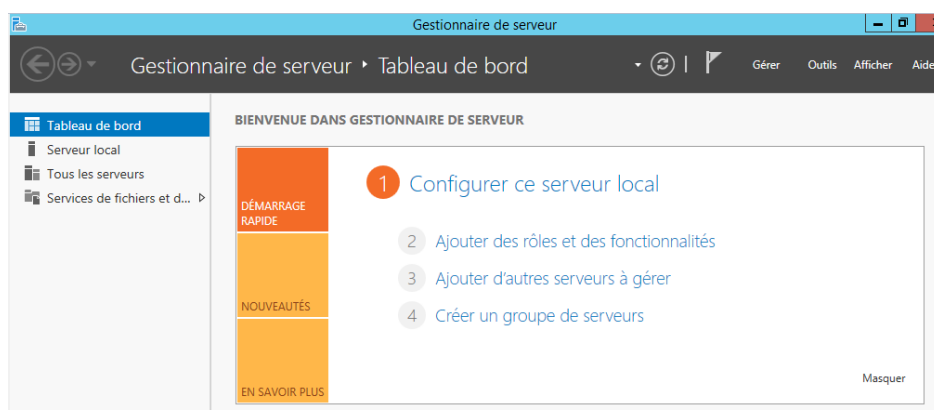 Gestionnaire de serveur
Gestionnaire de serveur ‣ Tableau de bord
Gérer Outils Afficher Aide
Tableau de bord
Serveur local
Tous les serveurs
Services de fichiers et d...
BIENVENUE DANS GESTIONNAIRE DE SERVEUR
DÉMARRAGE
RAPIDE
NOUVEAUTÉS
EN SAVOIR PLUS
1 Configurer ce serveur local
2 Ajouter des rôles et des fonctionnalités
3 Ajouter d'autres serveurs à gérer
4 Créer un groupe de serveurs
Masquer